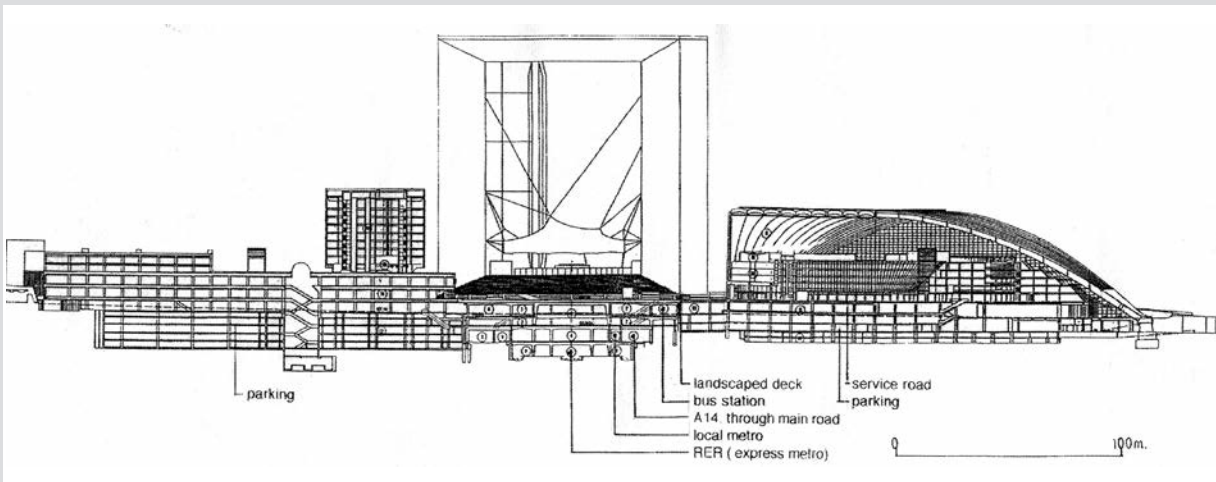 parking
landscaped deck
bus station
A14. through main road
local metro
RER ( express metro)
service road
parking
0 100m.